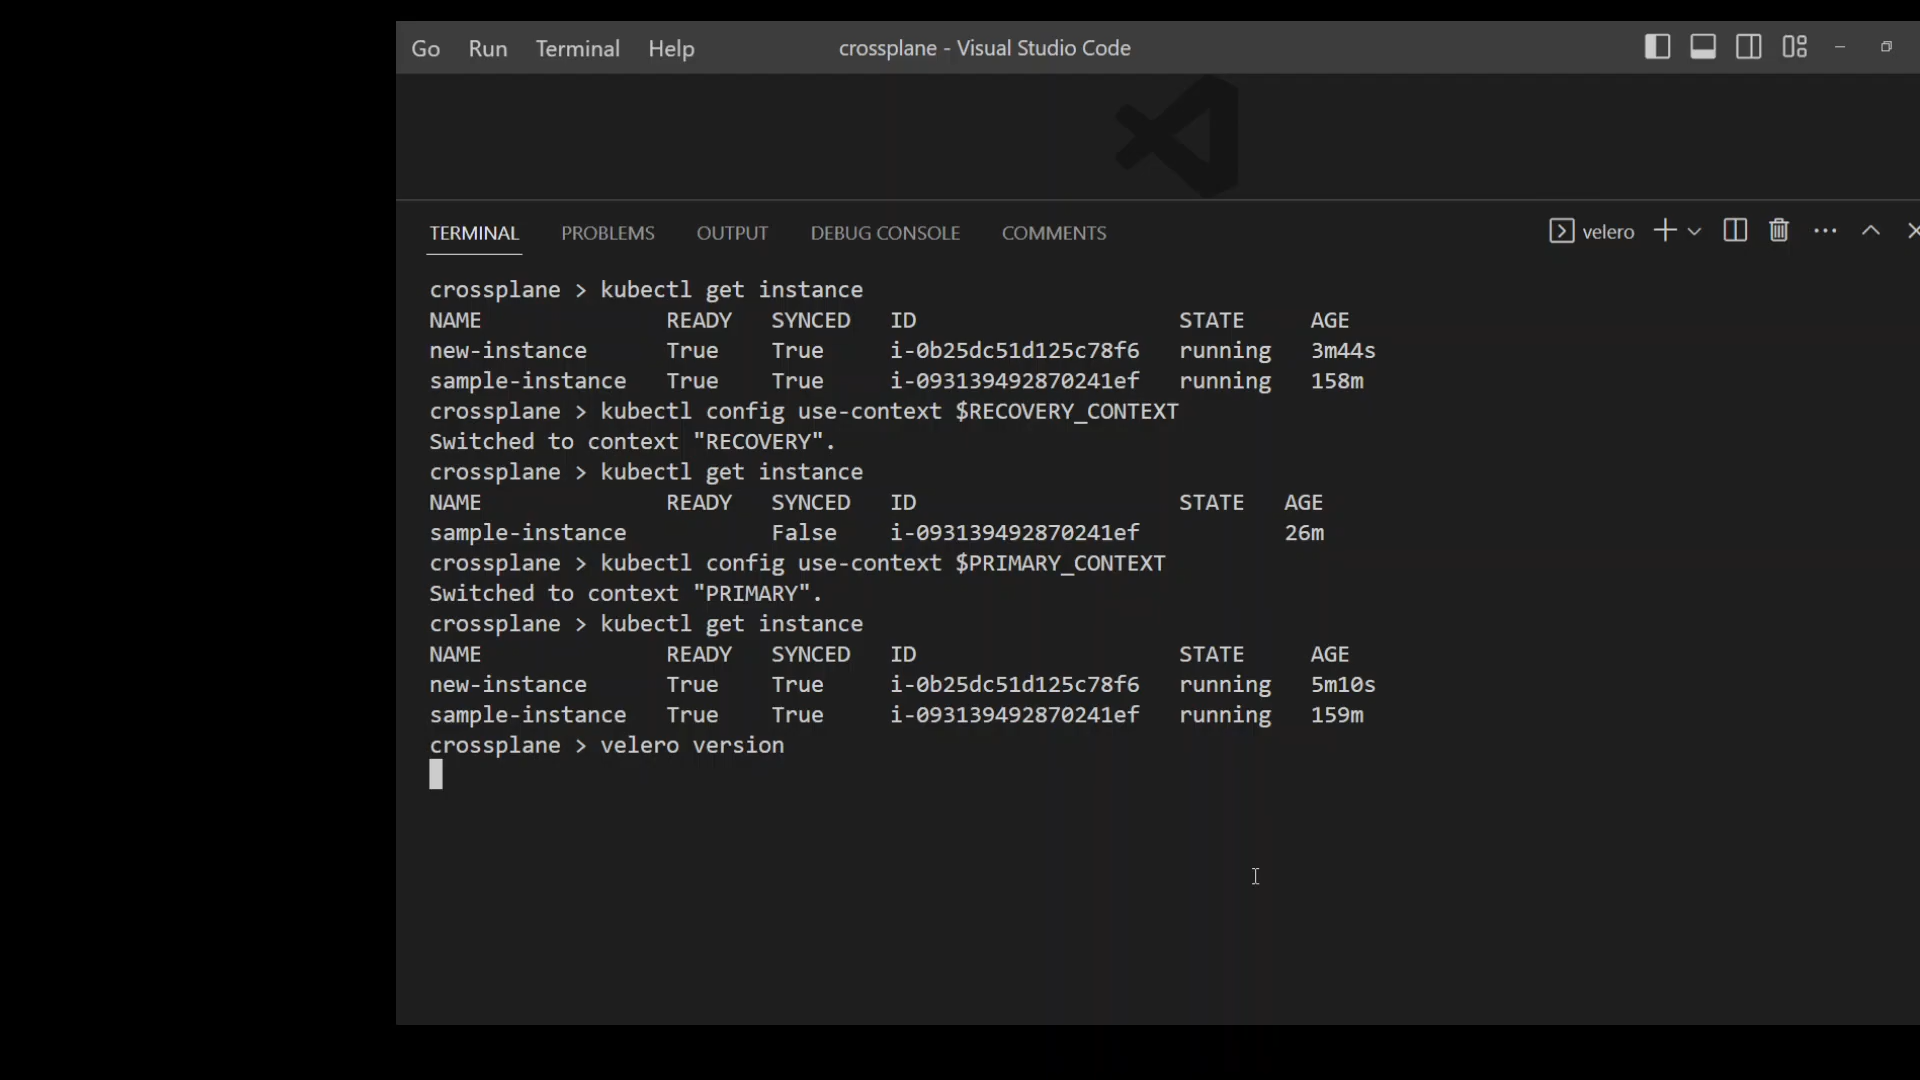 Go Run Terminal Help crossplane - Visual Studio Code
TERMINAL PROBLEMS OUTPUT DEBUG CONSOLE COMMENTS velero
crossplane > kubectl get instance
NAME READY SYNCED ID STATE AGE
new-instance True True i-0b25dc51d125c78f6 running 3m44s
sample-instance True True i-093139492870241ef running 158m
crossplane > kubectl config use-context $RECOVERY_CONTEXT
Switched to context "RECOVERY".
crossplane > kubectl get instance
NAME READY SYNCED ID STATE AGE
sample-instance False i-093139492870241ef 26m
crossplane > kubectl config use-context $PRIMARY_CONTEXT
Switched to context "PRIMARY".
crossplane > kubectl get instance
NAME READY SYNCED ID STATE AGE
new-instance True True i-0b25dc51d125c78f6 running 5m10s
sample-instance True True i-093139492870241ef running 159m
crossplane > velero version